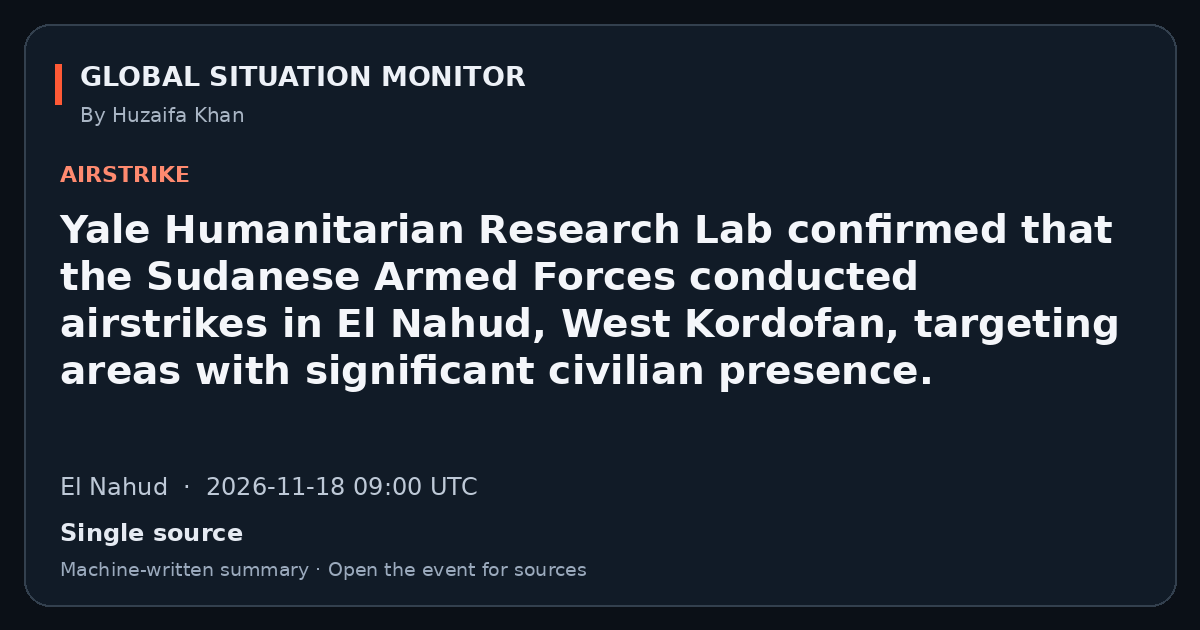 GLOBAL SITUATION MONITOR
By Huzaifa Khan
AIRSTRIKE
Yale Humanitarian Research Lab confirmed that
the Sudanese Armed Forces conducted
airstrikes in El Nahud, West Kordofan, targeting
areas with significant civilian presence.
El Nahud · 2026-11-18 09:00 UTC
Single source
Machine-written summary · Open the event for sources